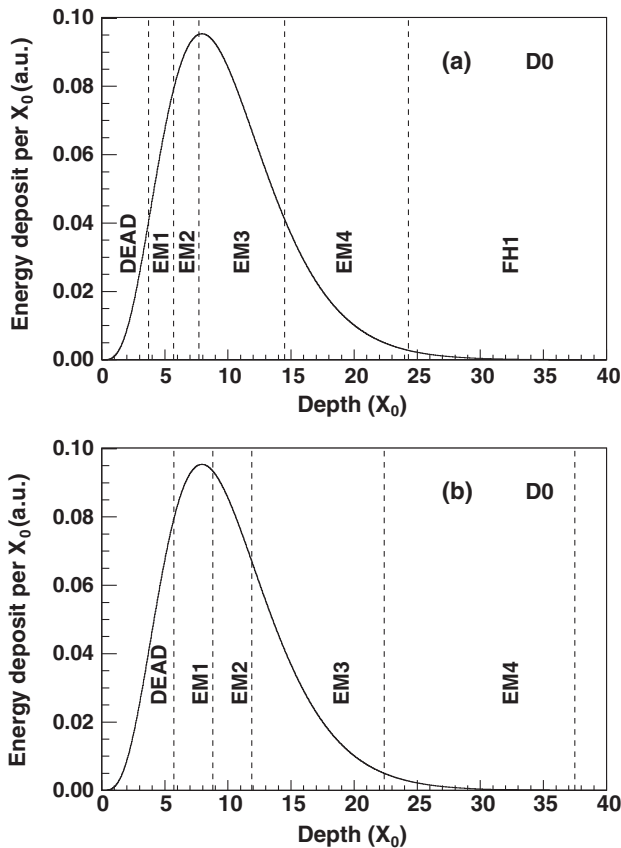 Energy deposit per X0 (a.u.)
0.10
0.08
0.06
0.04
0.02
0.00
(a) D0
DEAD
EM1
EM2
EM3
EM4
FH1
0 5 10 15 20 25 30 35 40
Depth (X0)
Energy deposit per X0 (a.u.)
0.10
0.08
0.06
0.04
0.02
0.00
(b) D0
DEAD
EM1
EM2
EM3
EM4
0 5 10 15 20 25 30 35 40
Depth (X0)